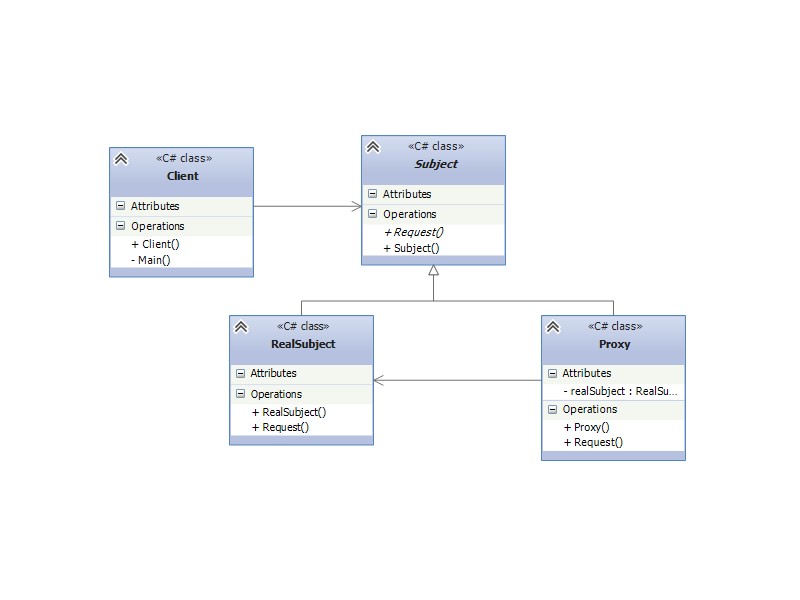 «C# class»
Client
Attributes
Operations
+ Client()
- Main()
«C# class»
Subject
Attributes
Operations
+ Request()
+ Subject()
«C# class»
RealSubject
Attributes
Operations
+ RealSubject()
+ Request()
«C# class»
Proxy
Attributes
- realSubject : RealSu...
Operations
+ Proxy()
+ Request()